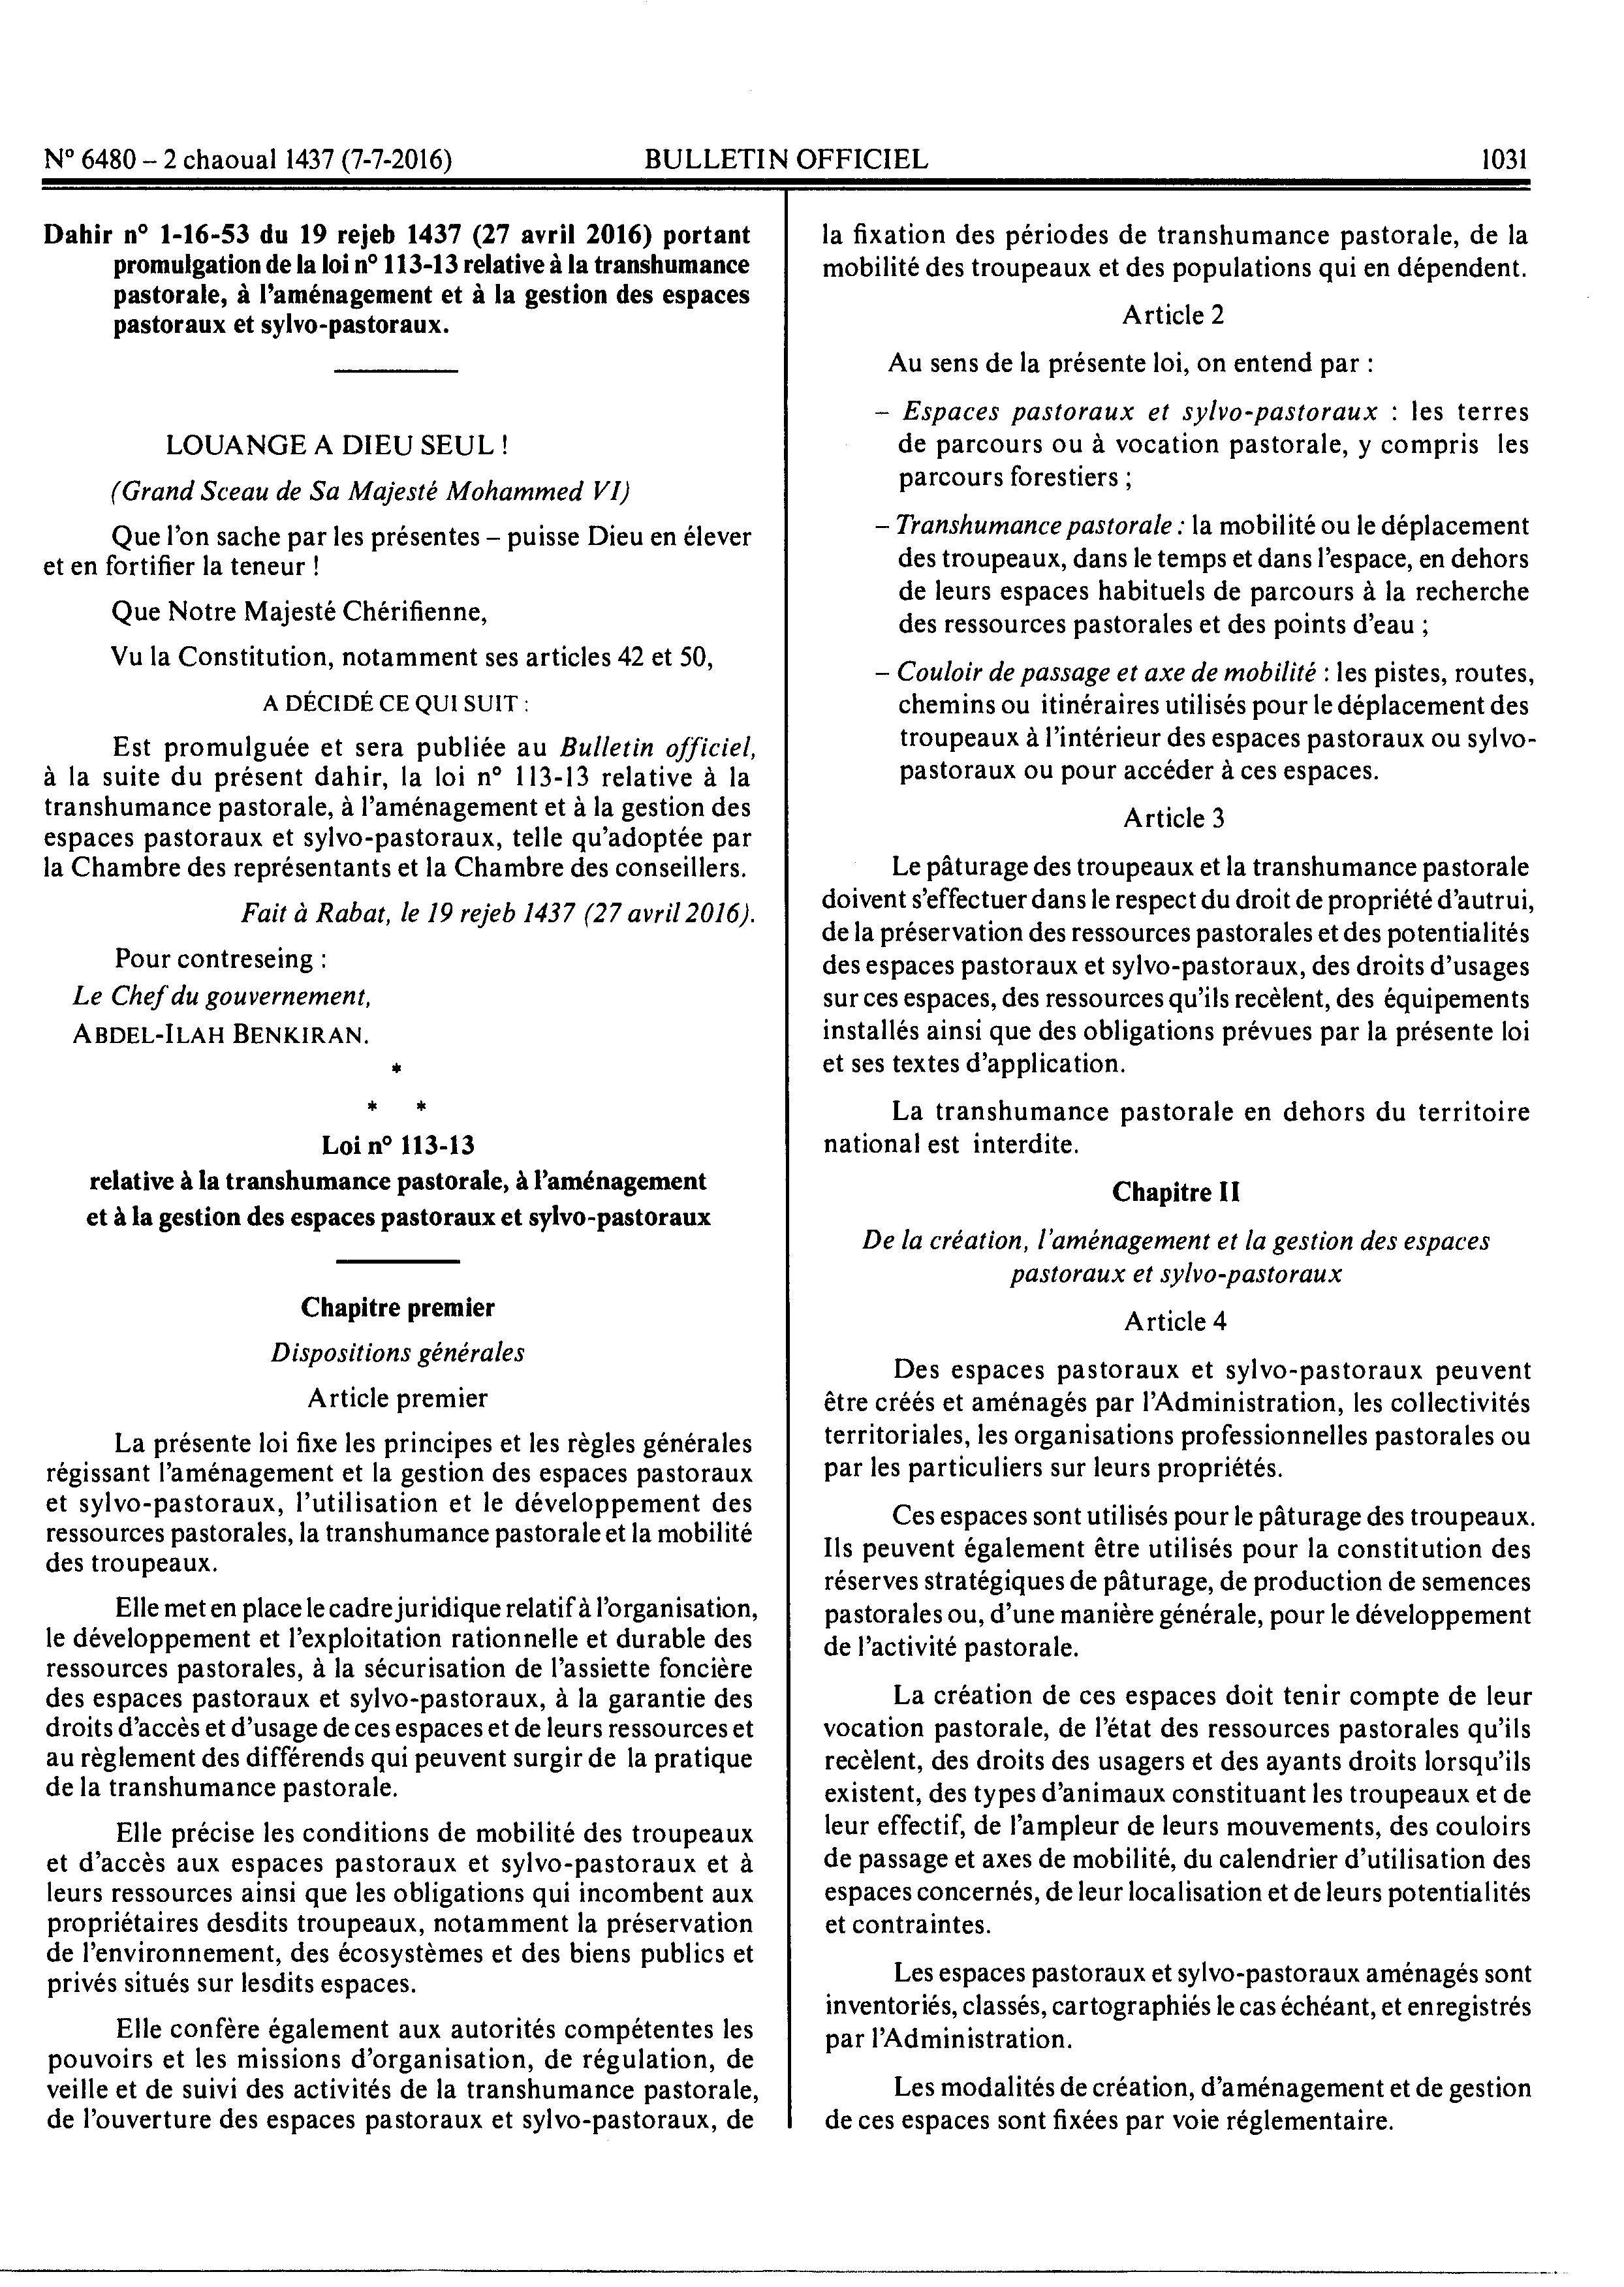 N° 6480 – 2 chaoual 1437 (7-7-2016) BULLETIN OFFICIEL 1031
Dahir n° 1-16-53 du 19 rejeb 1437 (27 avril 2016) portant
promulgation de la loi n° 113-13 relative à la transhumance
pastorale, à l'aménagement et à la gestion des espaces
pastoraux et sylvo-pastoraux.
LOUANGE A DIEU SEUL !
(Grand Sceau de Sa Majesté Mohammed VI)
Que l'on sache par les présentes – puisse Dieu en élever
et en fortifier la teneur !
Que Notre Majesté Chérifienne,
Vu la Constitution, notamment ses articles 42 et 50,
A DÉCIDÉ CE QUI SUIT :
Est promulguée et sera publiée au Bulletin officiel,
à la suite du présent dahir, la loi n° 113-13 relative à la
transhumance pastorale, à l'aménagement et à la gestion des
espaces pastoraux et sylvo-pastoraux, telle qu'adoptée par
la Chambre des représentants et la Chambre des conseillers.
Fait à Rabat, le 19 rejeb 1437 (27 avril 2016).
Pour contreseing :
Le Chef du gouvernement,
ABDEL-ILAH BENKIRAN.
*
* *
Loi n° 113-13
relative à la transhumance pastorale, à l'aménagement
et à la gestion des espaces pastoraux et sylvo-pastoraux
Chapitre premier
Dispositions générales
Article premier
La présente loi fixe les principes et les règles générales
régissant l'aménagement et la gestion des espaces pastoraux
et sylvo-pastoraux, l'utilisation et le développement des
ressources pastorales, la transhumance pastorale et la mobilité
des troupeaux.
Elle met en place le cadre juridique relatif à l'organisation,
le développement et l'exploitation rationnelle et durable des
ressources pastorales, à la sécurisation de l'assiette foncière
des espaces pastoraux et sylvo-pastoraux, à la garantie des
droits d'accès et d'usage de ces espaces et de leurs ressources et
au règlement des différends qui peuvent surgir de la pratique
de la transhumance pastorale.
Elle précise les conditions de mobilité des troupeaux
et d'accès aux espaces pastoraux et sylvo-pastoraux et à
leurs ressources ainsi que les obligations qui incombent aux
propriétaires desdits troupeaux, notamment la préservation
de l'environnement, des écosystèmes et des biens publics et
privés situés sur lesdits espaces.
Elle confère également aux autorités compétentes les
pouvoirs et les missions d'organisation, de régulation, de
veille et de suivi des activités de la transhumance pastorale,
de l'ouverture des espaces pastoraux et sylvo-pastoraux, de
la fixation des périodes de transhumance pastorale, de la
mobilité des troupeaux et des populations qui en dépendent.
Article 2
Au sens de la présente loi, on entend par :
– Espaces pastoraux et sylvo-pastoraux : les terres
de parcours ou à vocation pastorale, y compris les
parcours forestiers ;
– Transhumance pastorale : la mobilité ou le déplacement
des troupeaux, dans le temps et dans l'espace, en dehors
de leurs espaces habituels de parcours à la recherche
des ressources pastorales et des points d'eau ;
– Couloir de passage et axe de mobilité : les pistes, routes,
chemins ou itinéraires utilisés pour le déplacement des
troupeaux à l'intérieur des espaces pastoraux ou sylvo-
pastoraux ou pour accéder à ces espaces.
Article 3
Le pâturage des troupeaux et la transhumance pastorale
doivent s'effectuer dans le respect du droit de propriété d'autrui,
de la préservation des ressources pastorales et des potentialités
des espaces pastoraux et sylvo-pastoraux, des droits d'usages
sur ces espaces, des ressources qu'ils recèlent, des équipements
installés ainsi que des obligations prévues par la présente loi
et ses textes d'application.
La transhumance pastorale en dehors du territoire
national est interdite.
Chapitre II
De la création, l'aménagement et la gestion des espaces
pastoraux et sylvo-pastoraux
Article 4
Des espaces pastoraux et sylvo-pastoraux peuvent
être créés et aménagés par l'Administration, les collectivités
territoriales, les organisations professionnelles pastorales ou
par les particuliers sur leurs propriétés.
Ces espaces sont utilisés pour le pâturage des troupeaux.
Ils peuvent également être utilisés pour la constitution des
réserves stratégiques de pâturage, de production de semences
pastorales ou, d'une manière générale, pour le développement
de l'activité pastorale.
La création de ces espaces doit tenir compte de leur
vocation pastorale, de l'état des ressources pastorales qu'ils
recèlent, des droits des usagers et des ayants droits lorsqu'ils
existent, des types d'animaux constituant les troupeaux et de
leur effectif, de l'ampleur de leurs mouvements, des couloirs
de passage et axes de mobilité, du calendrier d'utilisation des
espaces concernés, de leur localisation et de leurs potentialités
et contraintes.
Les espaces pastoraux et sylvo-pastoraux aménagés sont
inventoriés, classés, cartographiés le cas échéant, et enregistrés
par l'Administration.
Les modalités de création, d'aménagement et de gestion
de ces espaces sont fixées par voie réglementaire.